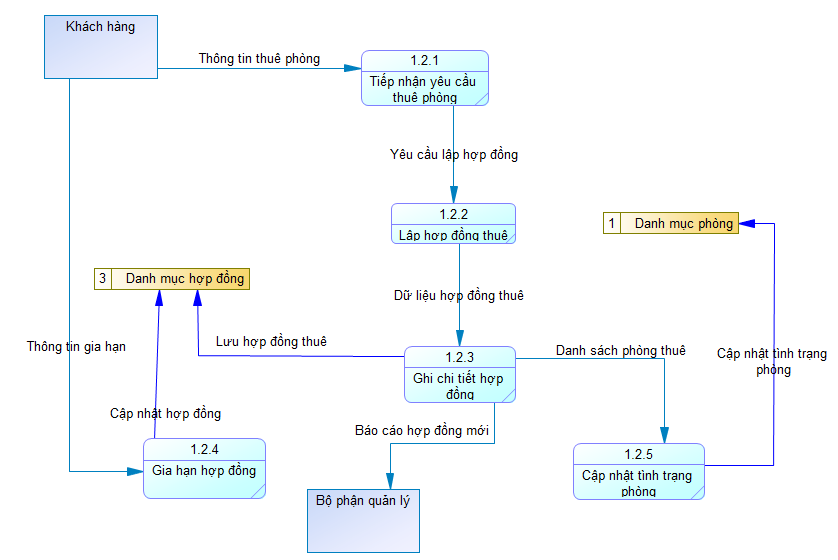 Khách hàng
Thông tin thuê phòng
1.2.1
Tiếp nhận yêu cầu
thuê phòng
Yêu cầu lập hợp đồng
1.2.2
Lập hợp đồng thuê
1
Danh mục phòng
3
Danh mục hợp đồng
Dữ liệu hợp đồng thuê
Thông tin gia hạn
Lưu hợp đồng thuê
1.2.3
Ghi chi tiết hợp
đồng
Danh sách phòng thuê
Cập nhật tình trạng
phòng
Cập nhật hợp đồng
Báo cáo hợp đồng mới
1.2.4
Gia hạn hợp đồng
1.2.5
Cập nhật tình trạng
phòng
Bộ phận quản lý